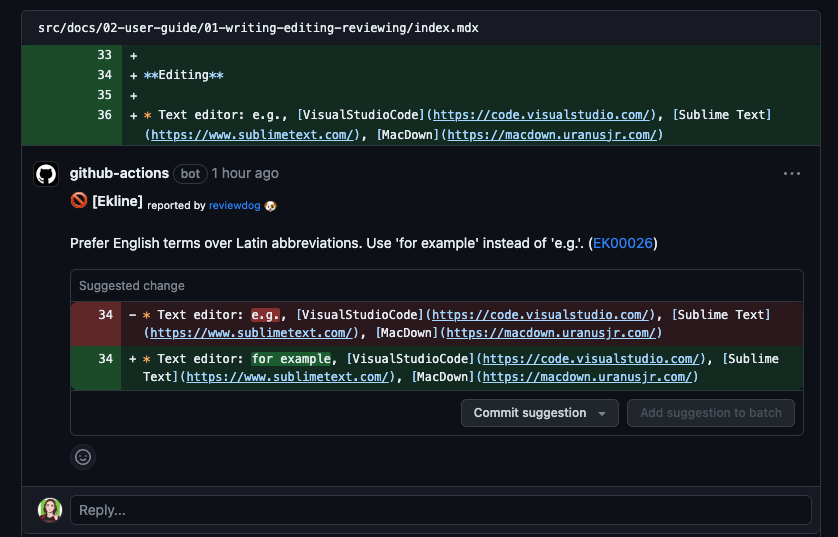 src/docs/02-user-guide/01-writing-editing-reviewing/index.mdx
33 +
34 + **Editing**
35 +
36 + * Text editor: e.g., [VisualStudioCode](https://code.visualstudio.com/), [Sublime Text]
(https://www.sublimetext.com/), [MacDown](https://macdown.uranusjr.com/)
github-actions bot 1 hour ago ...
[Ekline] reported by reviewdog
Prefer English terms over Latin abbreviations. Use 'for example' instead of 'e.g.'. (EK00026)
Suggested change
34 - * Text editor: e.g., [VisualStudioCode](https://code.visualstudio.com/), [Sublime Text]
(https://www.sublimetext.com/), [MacDown](https://macdown.uranusjr.com/)
34 + * Text editor: for example, [VisualStudioCode](https://code.visualstudio.com/), [Sublime
Text](https://www.sublimetext.com/), [MacDown](https://macdown.uranusjr.com/)
Commit suggestion Add suggestion to batch
Reply...